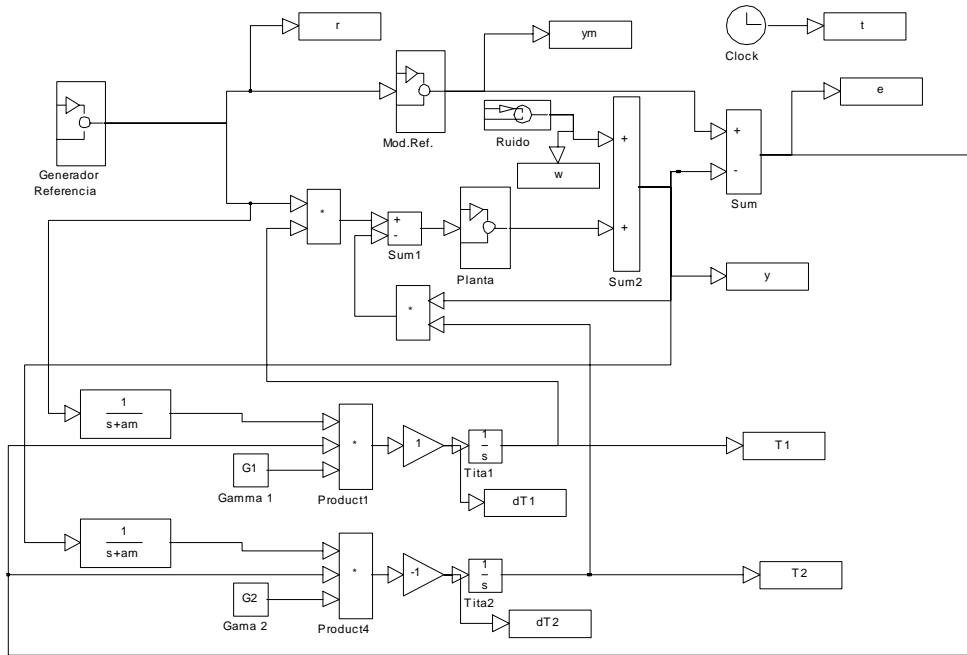 r
ym
t
Clock
e
Generador
Referencia
Mod.Ref.
Ruido
w
+
+
+
-
Sum
*
+
-
Sum1
Planta
Sum2
y
*
1
s+am
G1
Gamma 1
*
Product1
1
1
s
Tita1
dT1
T1
1
s+am
G2
Gama 2
*
Product4
-1
1
s
Tita2
dT2
T2